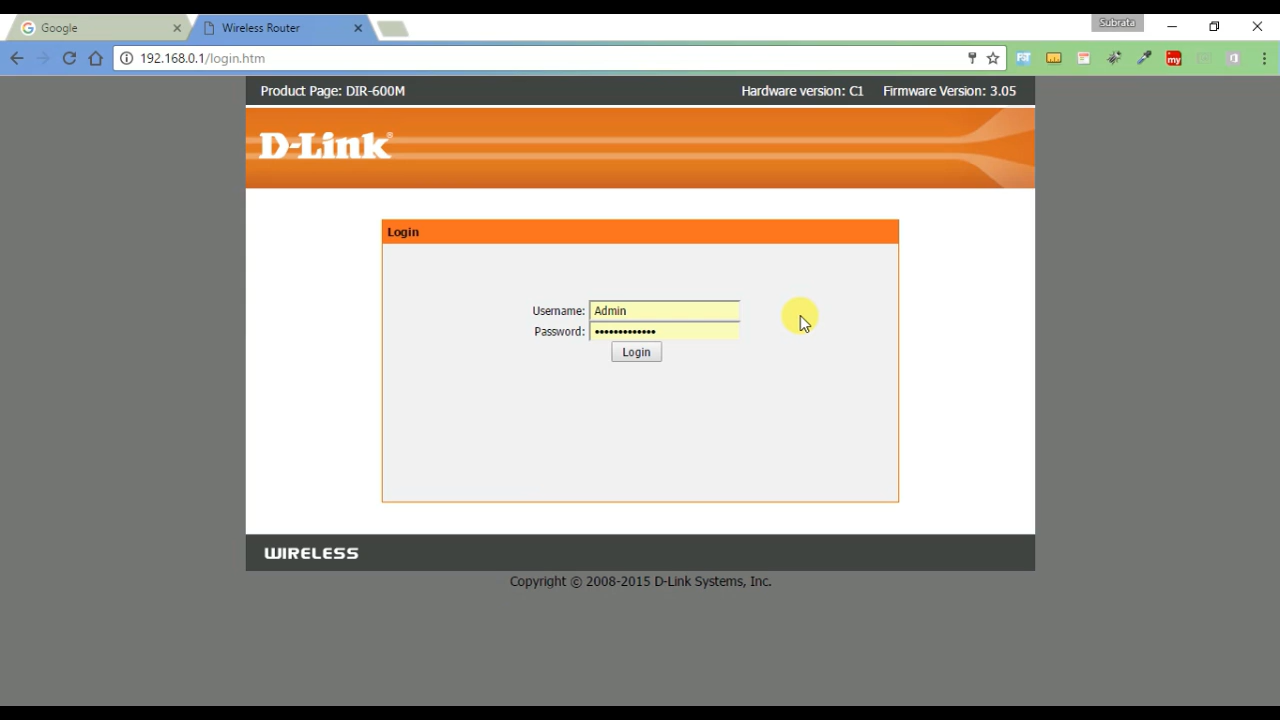 Google
Wireless Router
Subrata
192.168.0.1/login.htm
Product Page: DIR-600M
Hardware version: C1
Firmware Version: 3.05
D-Link®
Login
Username: Admin
Password: •••••••••••••
Login
WIRELESS
Copyright © 2008-2015 D-Link Systems, Inc.